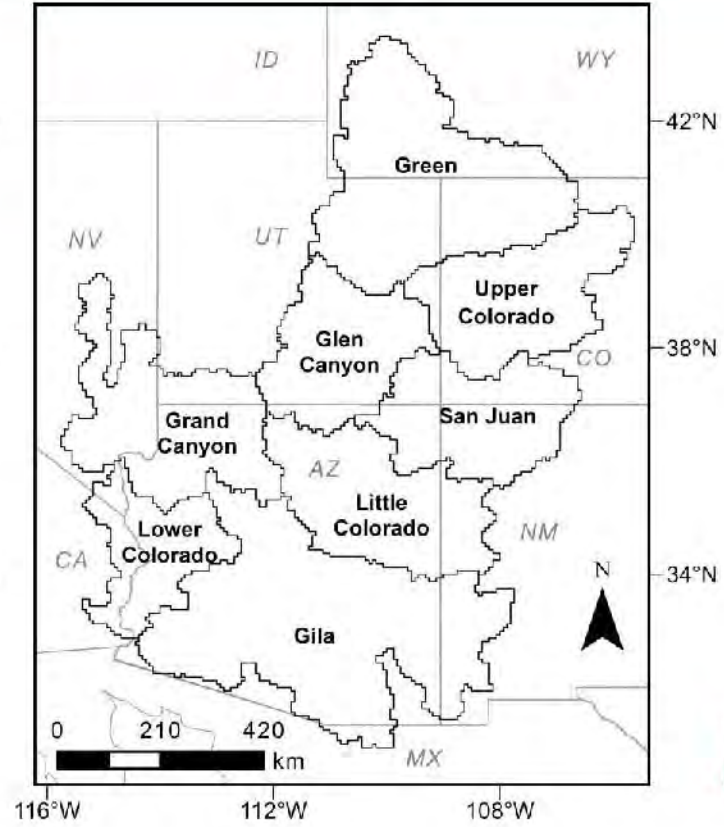 ID
WY
42°N
Green
NV
UT
Upper
Colorado
Glen
Canyon
38°N
CO
San Juan
Grand
Canyon
AZ
Little
Colorado
Lower
Colorado
NM
CA
N
34°N
Gila
0 210 420
km
MX
116°W 112°W 108°W